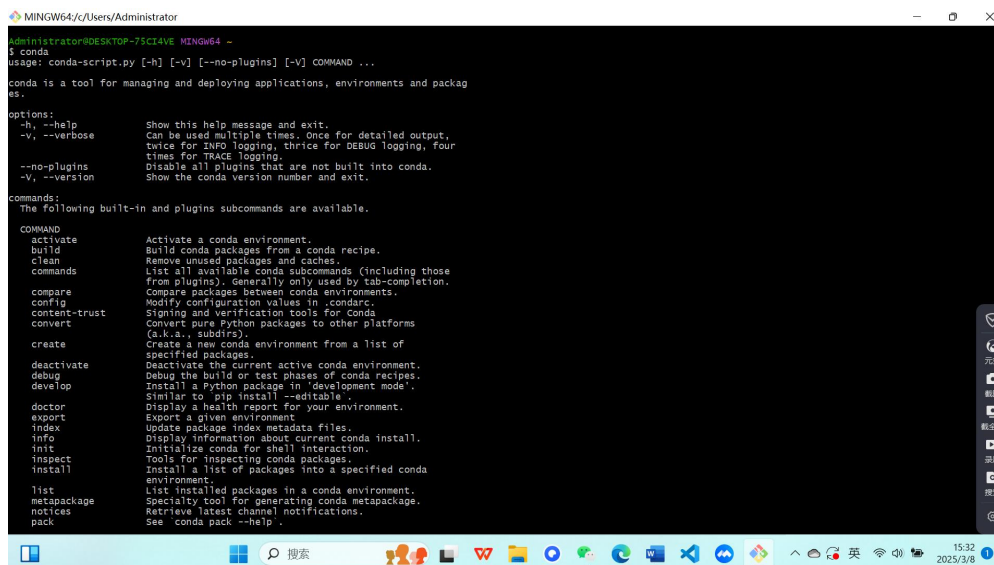 MINGW64:/c/Users/Administrator
Administrator@DESKTOP-75CI4VE MINGW64 ~
$ conda
usage: conda-script.py [-h] [-v] [--no-plugins] [-V] COMMAND ...
conda is a tool for managing and deploying applications, environments and packag
es.
options:
-h, --help Show this help message and exit.
-v, --verbose Can be used multiple times. Once for detailed output,
twice for INFO logging, thrice for DEBUG logging, four
times for TRACE logging.
--no-plugins Disable all plugins that are not built into conda.
-V, --version Show the conda version number and exit.
commands:
The following built-in and plugins subcommands are available.
COMMAND
activate Activate a conda environment.
build Build conda packages from a conda recipe.
clean Remove unused packages and caches.
commands List all available conda subcommands (including those
from plugins). Generally only used by tab-completion.
compare Compare packages between conda environments.
config Modify configuration values in .condarc.
content-trust Signing and verification tools for Conda
convert Convert pure Python packages to other platforms
(a.k.a., subdirs).
create Create a new conda environment from a list of
specified packages.
deactivate Deactivate the current active conda environment.
debug Debug the build or test phases of conda recipes.
develop Install a Python package in 'development mode'.
Similar to `pip install --editable`.
doctor Display a health report for your environment.
export Export a given environment
index Update package index metadata files.
info Display information about current conda install.
init Initialize conda for shell interaction.
inspect Tools for inspecting conda packages.
install Install a list of packages into a specified conda
environment.
list List installed packages in a conda environment.
metapackage Specialty tool for generating conda metapackage.
notices Retrieve latest channel notifications.
pack See `conda pack --help`.
搜索
英
15:32
2025/3/8
1